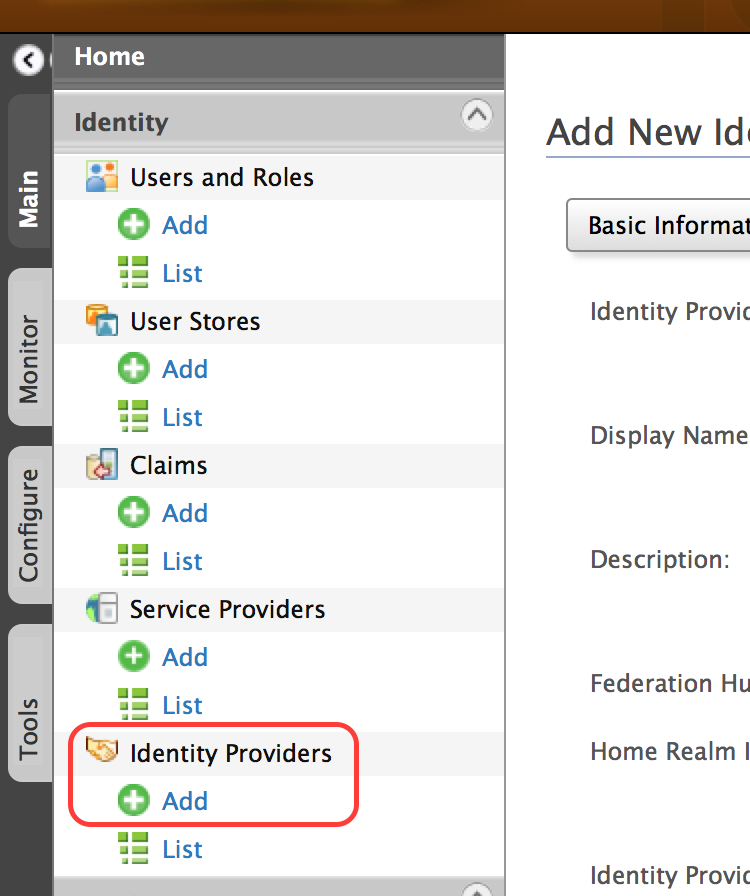 Home
Identity
Users and Roles
Add
List
User Stores
Add
List
Claims
Add
List
Service Providers
Add
List
Identity Providers
Add
List
Main
Monitor
Configure
Tools
Add New Ide
Basic Informat
Identity Provid
Display Name
Description:
Federation Hu
Home Realm I
Identity Provid